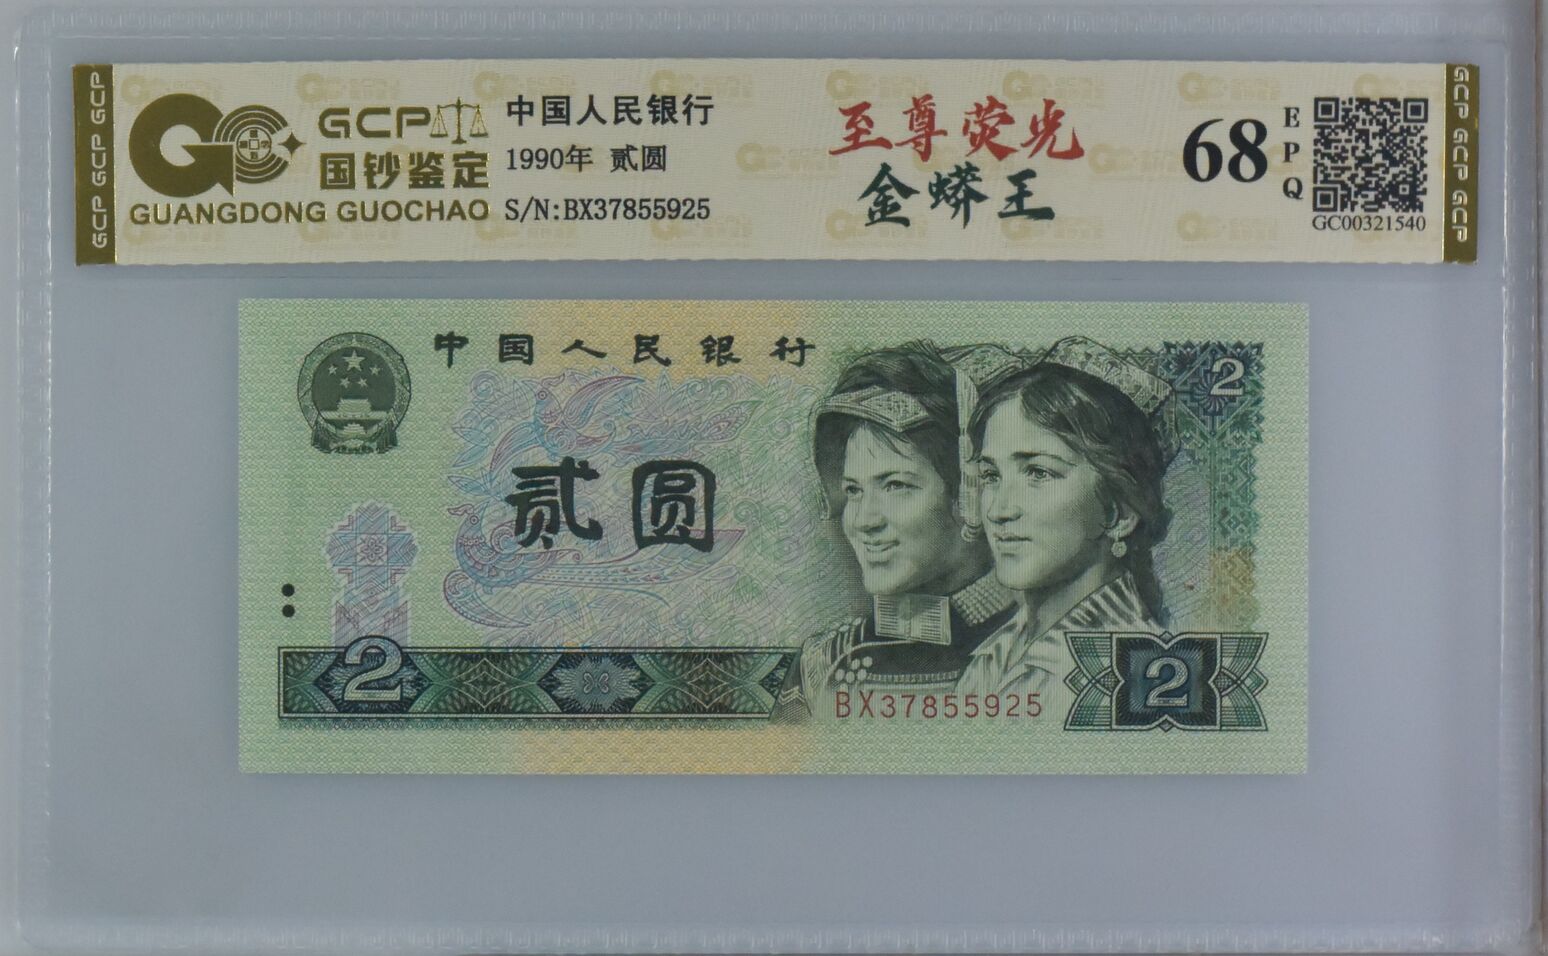 GCP GCP GCP
GCP
国钞鉴定
GUANGDONG GUOCHAO
中国人民银行
1990年 贰圆
S/N:BX37855925
至尊荧光
金蟒王
68
EPQ
GC00321540
GCP GCP GCP
中国人民银行
2
贰圆
2
BX37855925
2